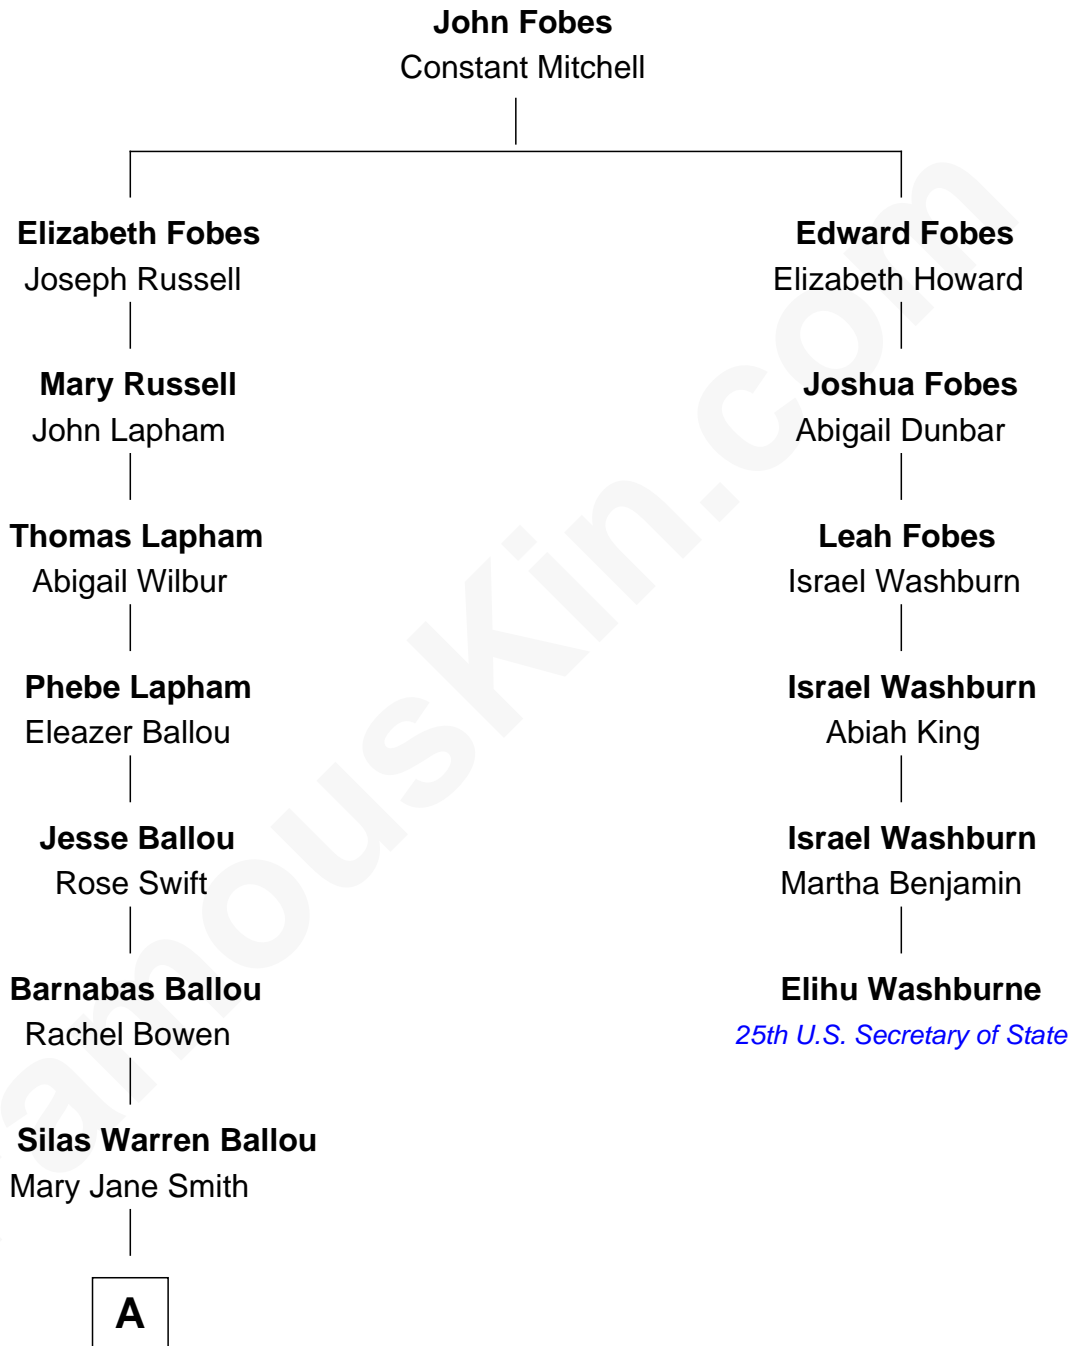 John Fobes
Constant Mitchell
Elizabeth Fobes
Joseph Russell
Edward Fobes
Elizabeth Howard
Mary Russell
John Lapham
Joshua Fobes
Abigail Dunbar
Thomas Lapham
Abigail Wilbur
Leah Fobes
Israel Washburn
Phebe Lapham
Eleazer Ballou
Israel Washburn
Abiah King
Jesse Ballou
Rose Swift
Israel Washburn
Martha Benjamin
Barnabas Ballou
Rachel Bowen
Elihu Washburne
25th U.S. Secretary of State
Silas Warren Ballou
Mary Jane Smith
A
amouskin.com